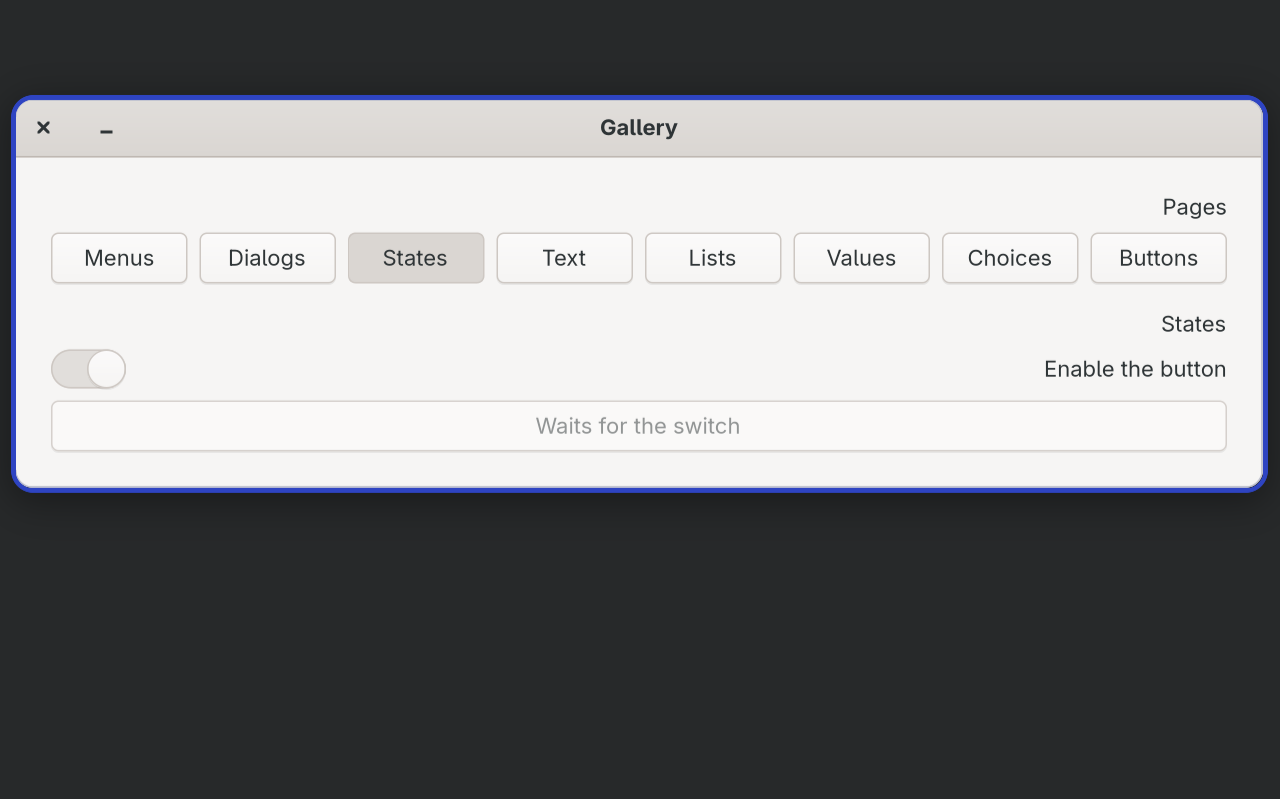 Gallery
Pages
Menus Dialogs States Text Lists Values Choices Buttons
States
Enable the button
Waits for the switch